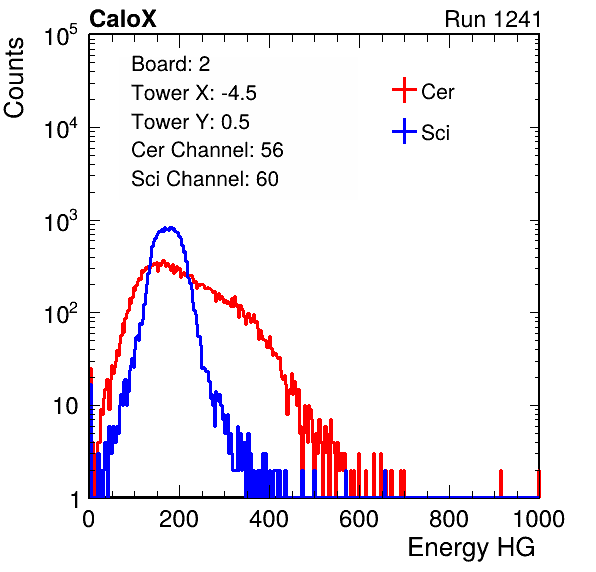 CaloX Run 1241
Counts
10^5
10^4
10^3
10^2
10
1
Board: 2
Tower X: -4.5
Tower Y: 0.5
Cer Channel: 56
Sci Channel: 60
Cer
Sci
0 200 400 600 800 1000
Energy HG